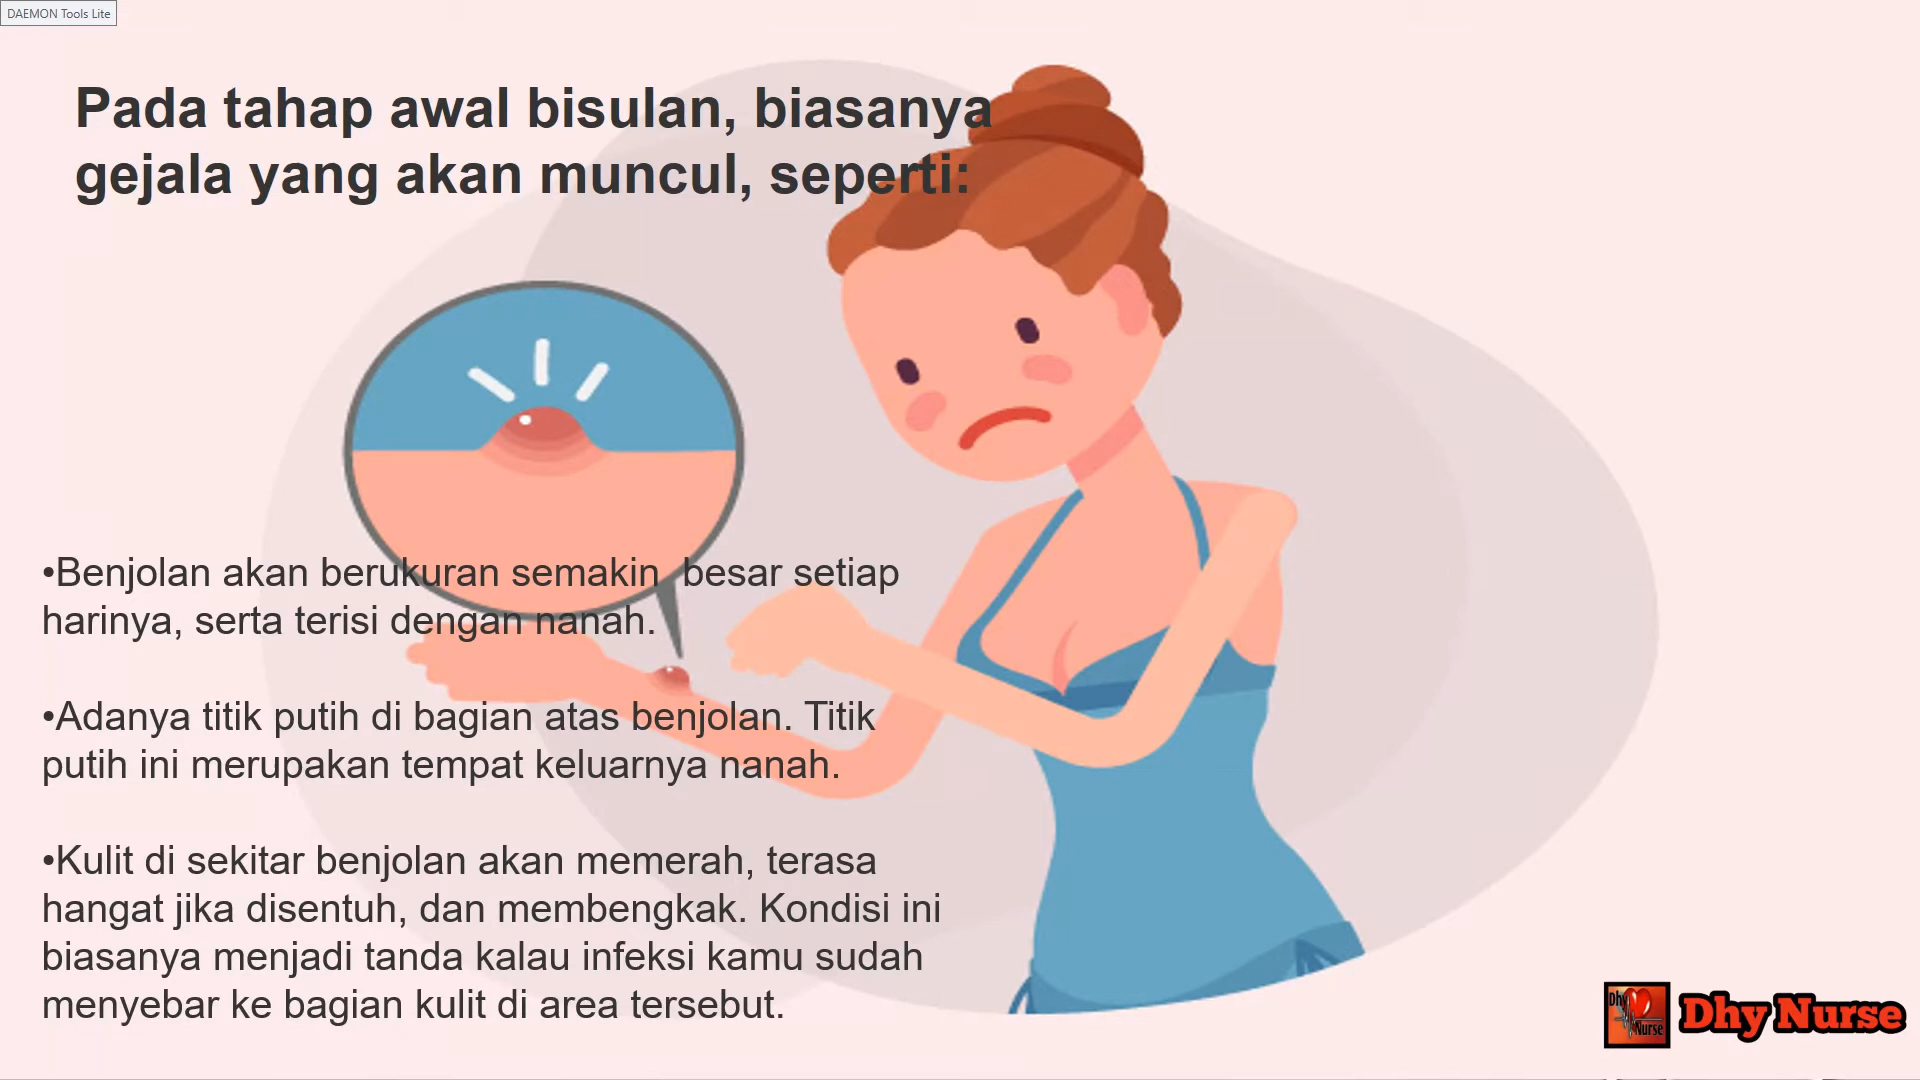 DAEMON Tools Lite
Pada tahap awal bisulan, biasanya
gejala yang akan muncul, seperti:
•Benjolan akan berukuran semakin  besar setiap
harinya, serta terisi dengan nanah.
•Adanya titik putih di bagian atas benjolan. Titik
putih ini merupakan tempat keluarnya nanah.
•Kulit di sekitar benjolan akan memerah, terasa
hangat jika disentuh, dan membengkak. Kondisi ini
biasanya menjadi tanda kalau infeksi kamu sudah
menyebar ke bagian kulit di area tersebut.
Dhy
Nurse
Dhy Nurse